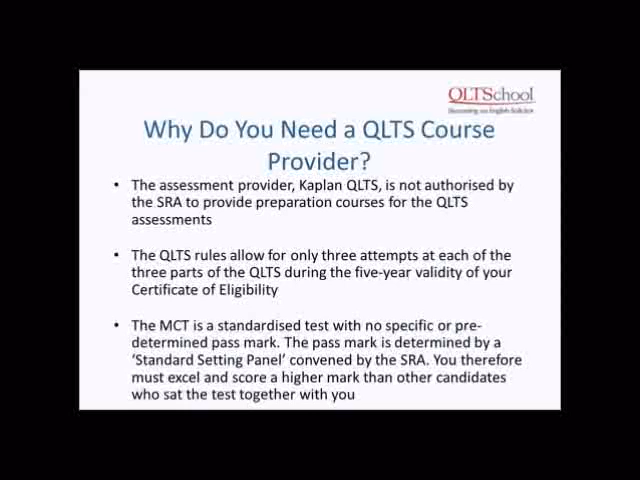 QLTSchool
Becoming an English Solicitor
Why Do You Need a QLTS Course
Provider?
• The assessment provider, Kaplan QLTS, is not authorised by
the SRA to provide preparation courses for the QLTS
assessments
• The QLTS rules allow for only three attempts at each of the
three parts of the QLTS during the five-year validity of your
Certificate of Eligibility
• The MCT is a standardised test with no specific or pre-
determined pass mark. The pass mark is determined by a
‘Standard Setting Panel’ convened by the SRA. You therefore
must excel and score a higher mark than other candidates
who sat the test together with you